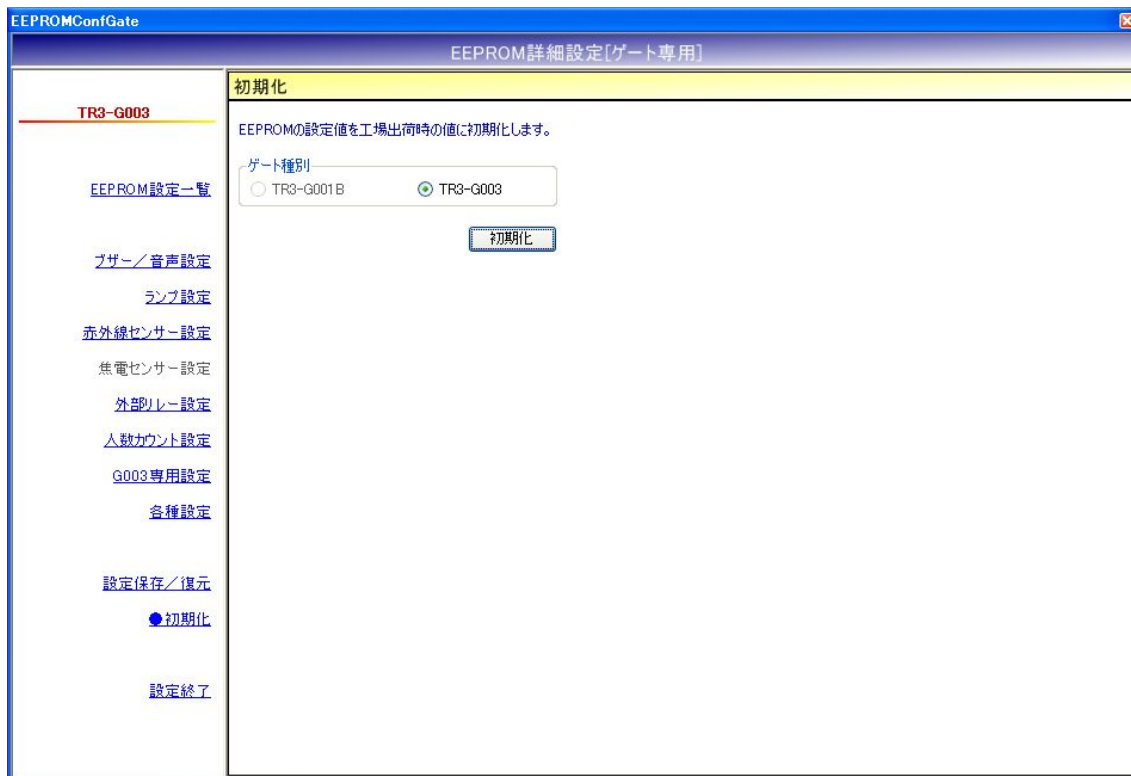 EEPROMConfGate
EEPROM詳細設定[ゲート専用]
TR3-G003
EEPROM設定一覧
ブザー／音声設定
ランプ設定
赤外線センサー設定
焦電センサー設定
外部リレー設定
人数カウント設定
G003専用設定
各種設定
設定保存／復元
●初期化
設定終了
初期化
EEPROMの設定値を工場出荷時の値に初期化します。
ゲート種別
TR3-G001B TR3-G003
初期化